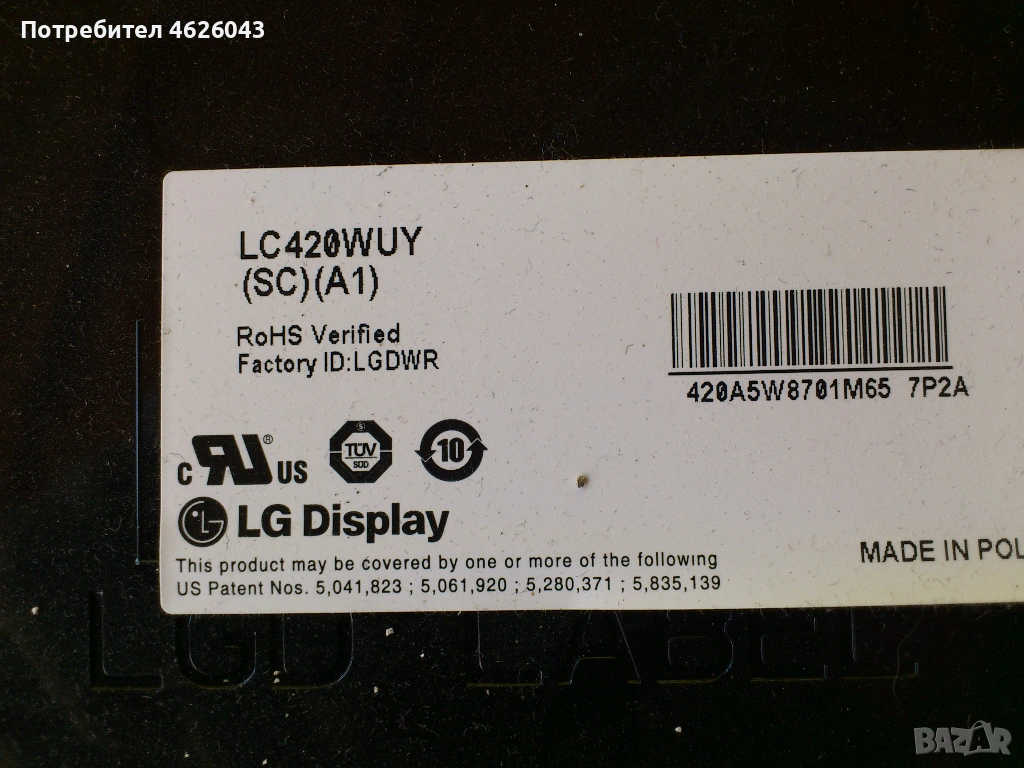 Потребител 4626043
LC420WUY
(SC)(A1)
RoHS Verified
Factory ID:LGDWR
420A5W8701M65 7P2A
c RU ® US
S
TÜV
SÜD
10
LG Display
MADE IN POL
This product may be covered by one or more of the following
US Patent Nos. 5,041,823 ; 5,061,920 ; 5,280,371 ; 5,835,139
LGD LABEL
BAZAR